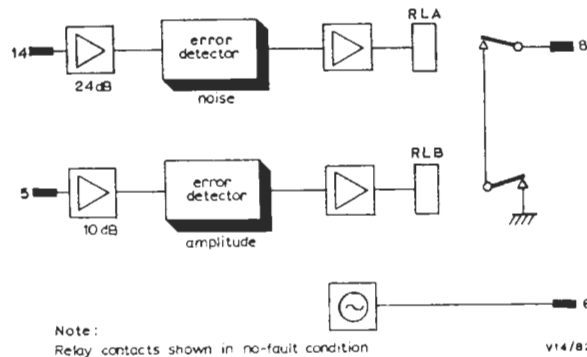 RLA
14
error
detector
8
24dB
noise
RLB
5
error
detector
10dB
amplitude
6
Note:
Relay contacts shown in no-fault condition